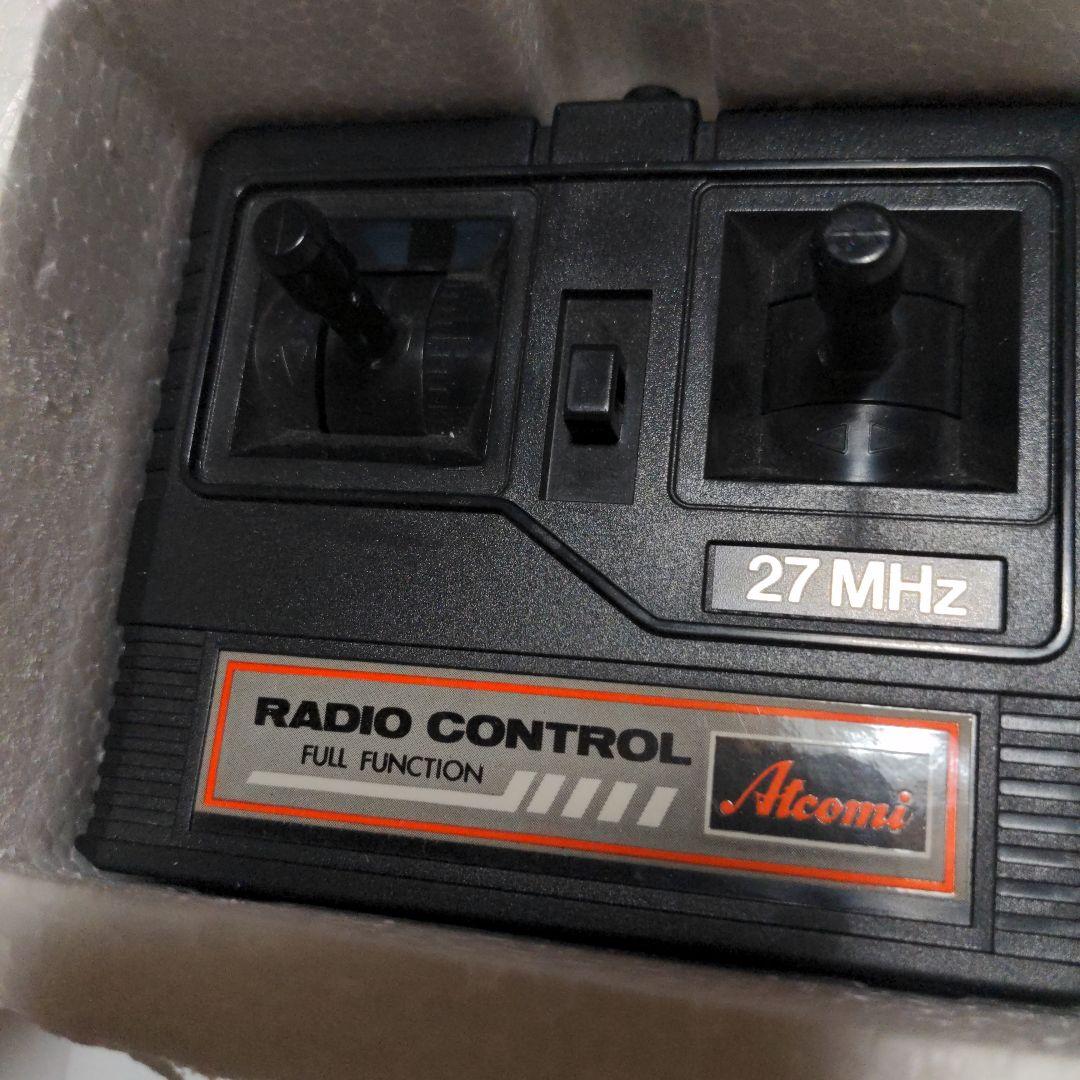 27 MHz
RADIO CONTROL
FULL FUNCTION
Atcomi